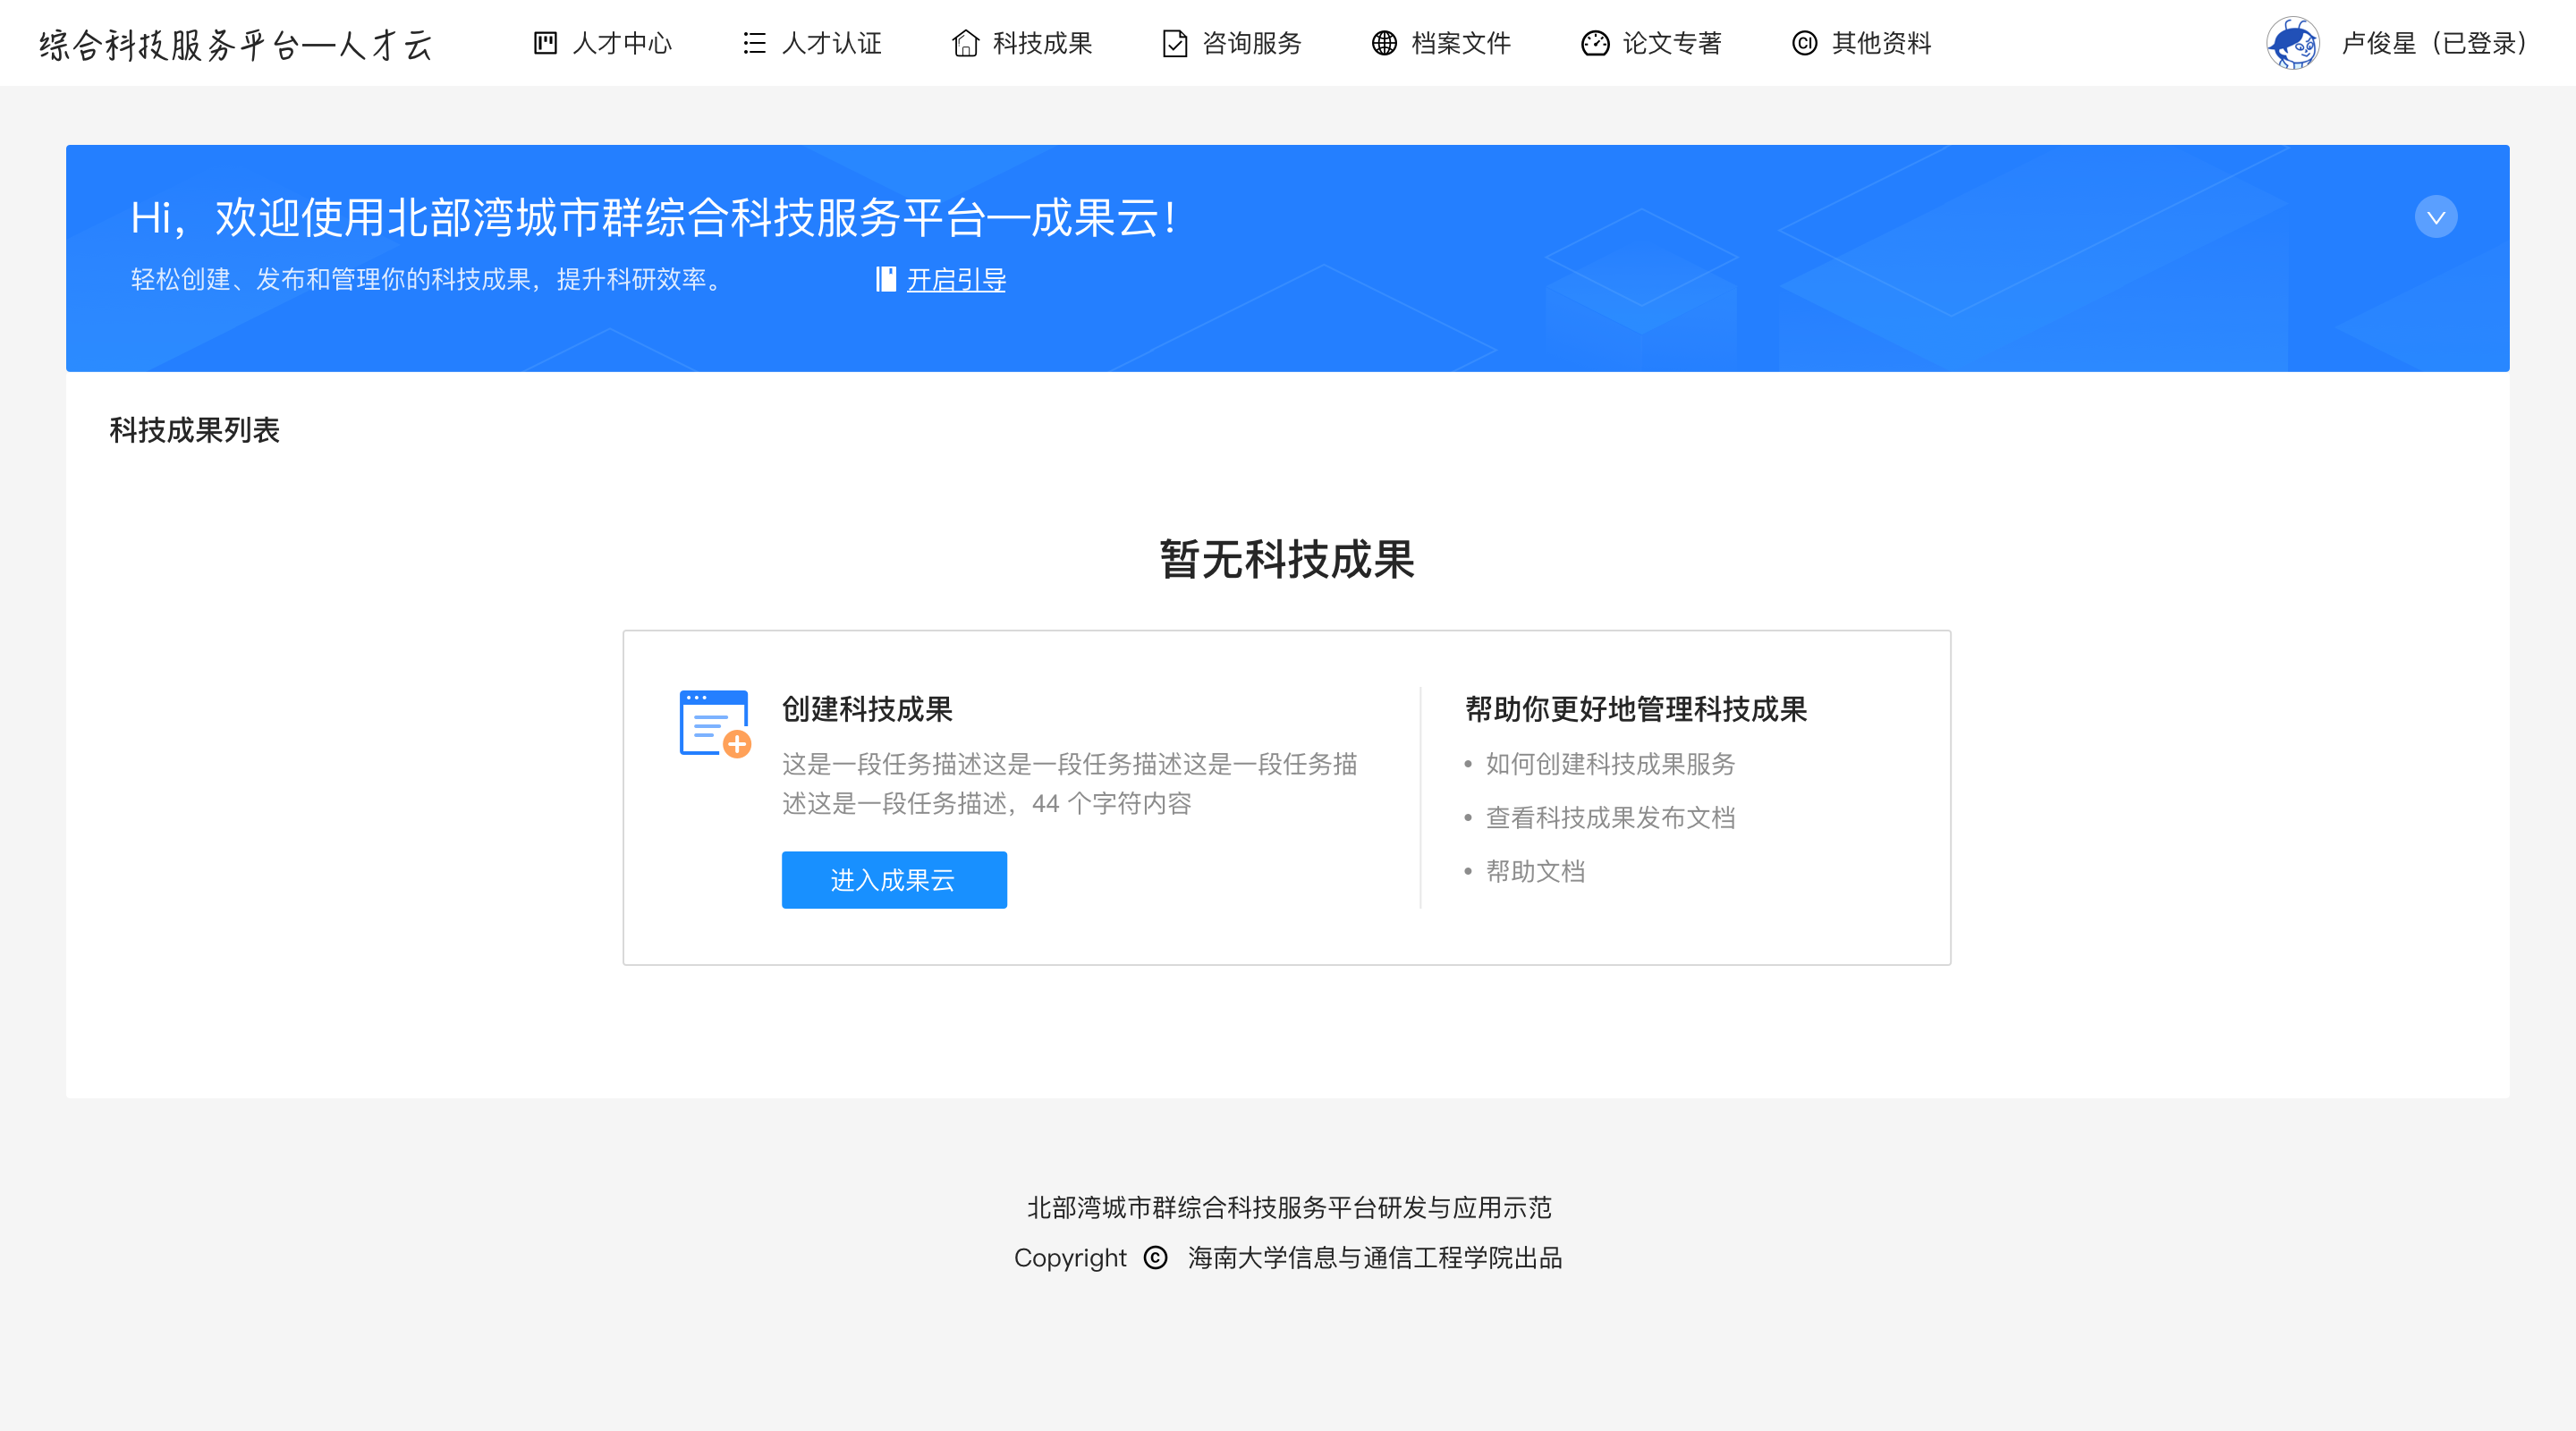 综合科技服务平台—人才云
人才中心
人才认证
科技成果
咨询服务
档案文件
论文专著
其他资料
卢俊星（已登录）
Hi，欢迎使用北部湾城市群综合科技服务平台—成果云！
轻松创建、发布和管理你的科技成果，提升科研效率。
开启引导
科技成果列表
暂无科技成果
创建科技成果
这是一段任务描述这是一段任务描述这是一段任务描
述这是一段任务描述，44 个字符内容
进入成果云
帮助你更好地管理科技成果
• 如何创建科技成果服务
• 查看科技成果发布文档
• 帮助文档
北部湾城市群综合科技服务平台研发与应用示范
Copyright © 海南大学信息与通信工程学院出品